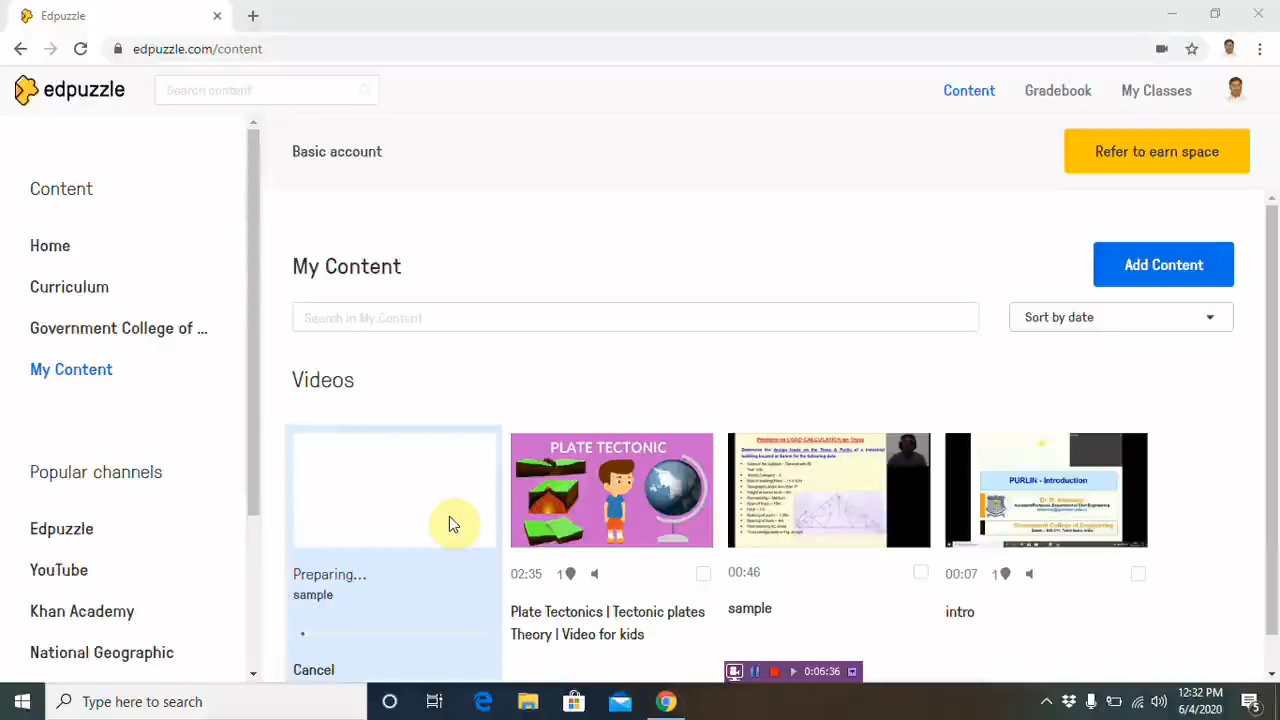 Edpuzzle
edpuzzle.com/content
edpuzzle
Search content
Content
Gradebook
My Classes
Content
Home
Curriculum
Government College of ...
My Content
Popular channels
Edpuzzle
YouTube
Khan Academy
National Geographic
Basic account
Refer to earn space
My Content
Add Content
Search in My Content
Sort by date
Videos
Preparing...
sample
Cancel
PLATE TECTONIC
02:35
1
Plate Tectonics | Tectonic plates
Theory | Video for kids
00:46
sample
PURLIN - Introduction
00:07
1
intro
0:06:36
Type here to search
12:32 PM
6/4/2020
5